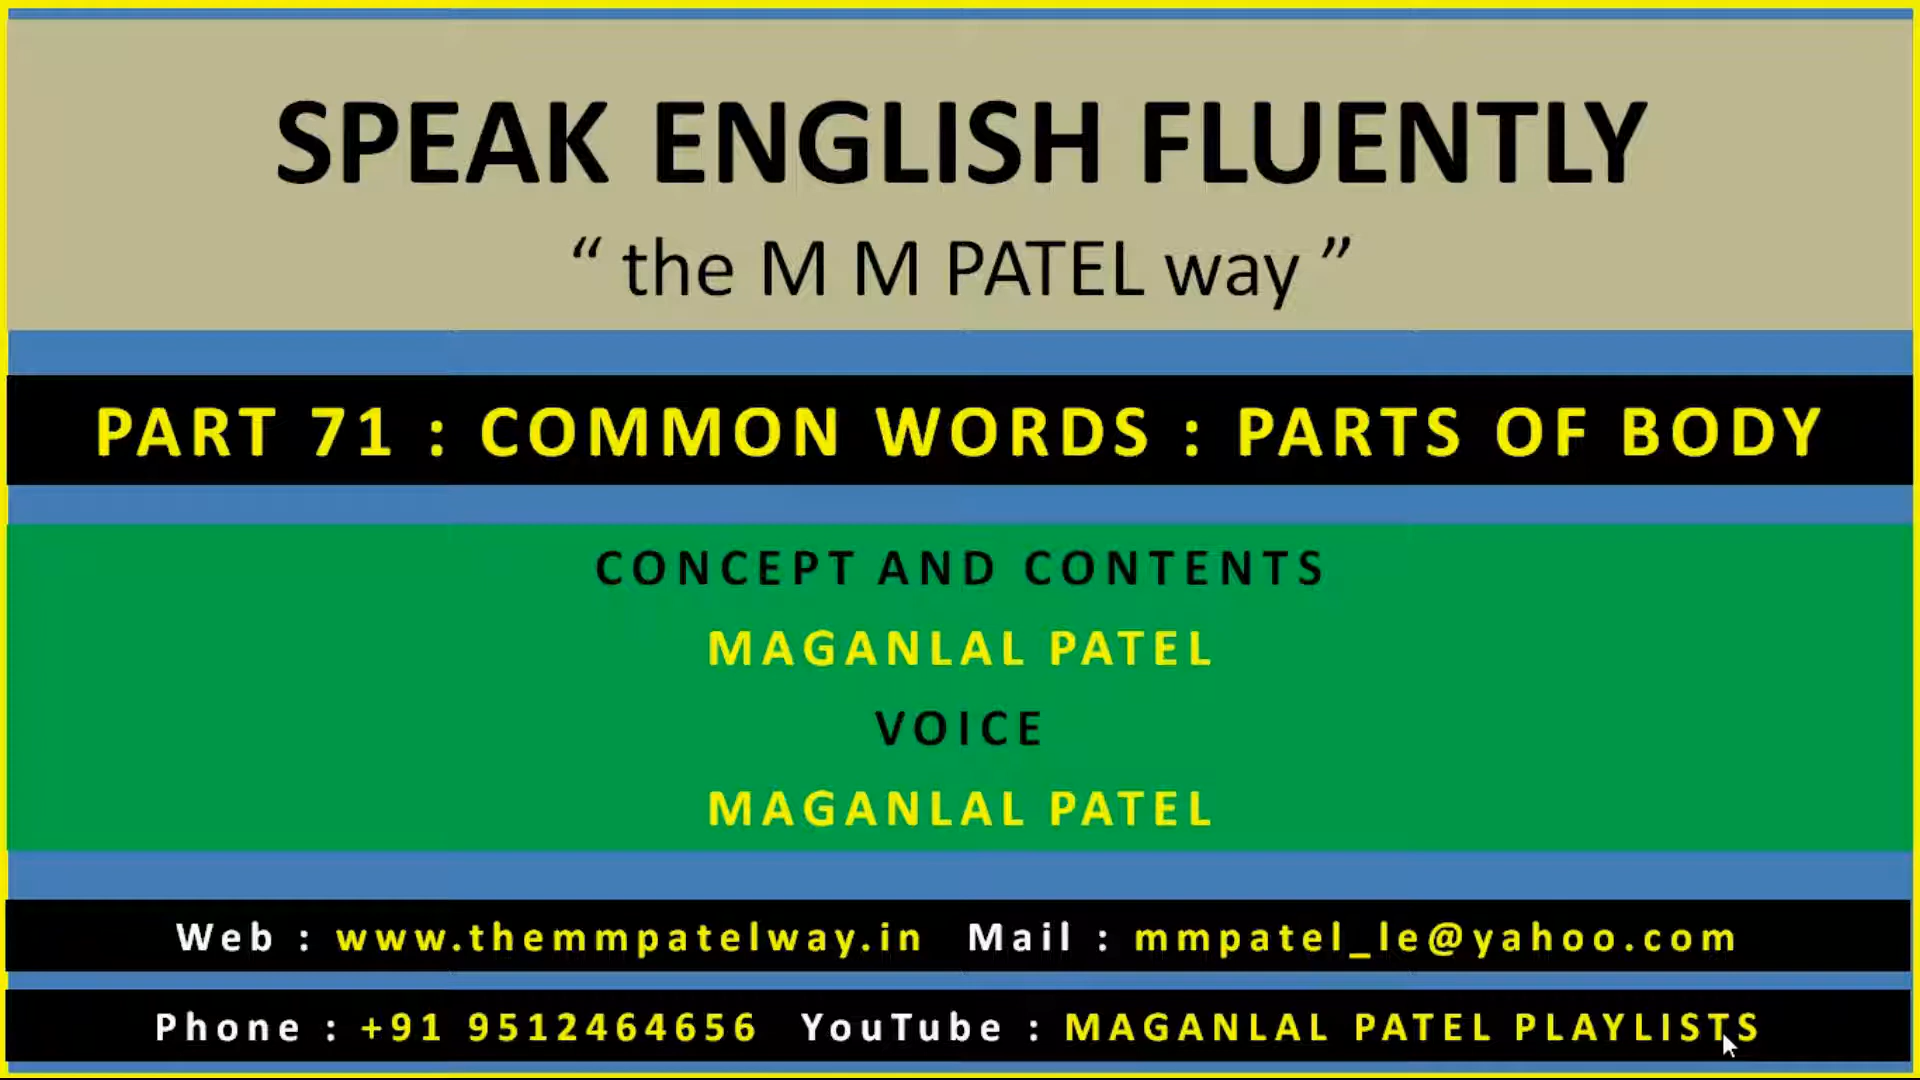 SPEAK ENGLISH FLUENTLY
“ the M M PATEL way ”
PART 71 : COMMON WORDS : PARTS OF BODY
CONCEPT AND CONTENTS
MAGANLAL PATEL
VOICE
MAGANLAL PATEL
Web : www.themmpatelway.in Mail : mmpatel_le@yahoo.com
Phone : +91 9512464656 YouTube : MAGANLAL PATEL PLAYLISTS